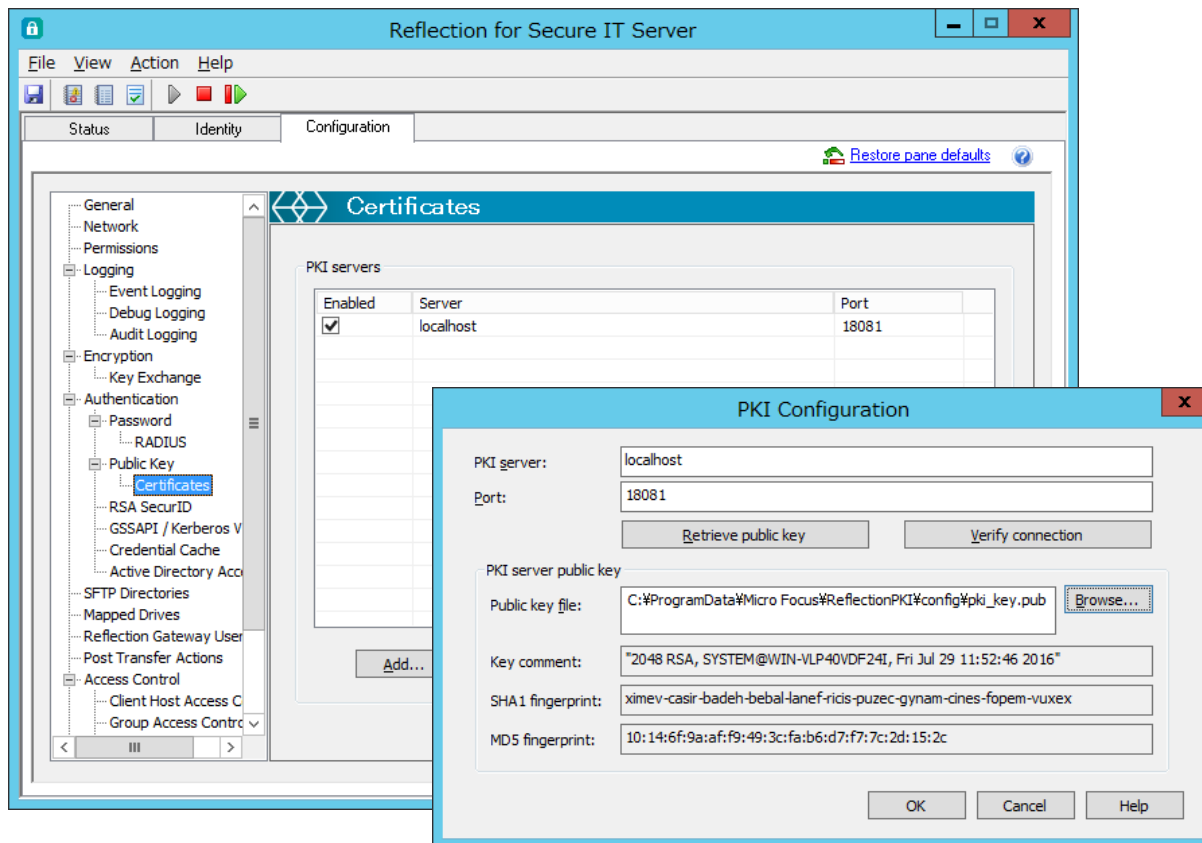 Reflection for Secure IT Server
File View Action Help
Status Identity Configuration
Restore pane defaults
General
Network
Permissions
Logging
Event Logging
Debug Logging
Audit Logging
Encryption
Key Exchange
Authentication
Password
RADIUS
Public Key
Certificates
RSA SecurID
GSSAPI / Kerberos V
Credential Cache
Active Directory Acce
SFTP Directories
Mapped Drives
Reflection Gateway User
Post Transfer Actions
Access Control
Client Host Access C
Group Access Contro
Certificates
PKI servers
Enabled Server Port
localhost 18081
Add...
PKI Configuration
PKI server: localhost
Port: 18081
Retrieve public key Verify connection
PKI server public key
Public key file: C:¥ProgramData¥Micro Focus¥ReflectionPKI¥config¥pki_key.pub Browse...
Key comment: "2048 RSA, SYSTEM@WIN-VLP40VDF24I, Fri Jul 29 11:52:46 2016"
SHA1 fingerprint: ximev-casir-badeh-bebal-lanef-ricis-puzec-gynam-cines-fopem-vuxex
MD5 fingerprint: 10:14:6f:9a:af:f9:49:3c:fa:b6:d7:f7:7c:2d:15:2c
OK Cancel Help